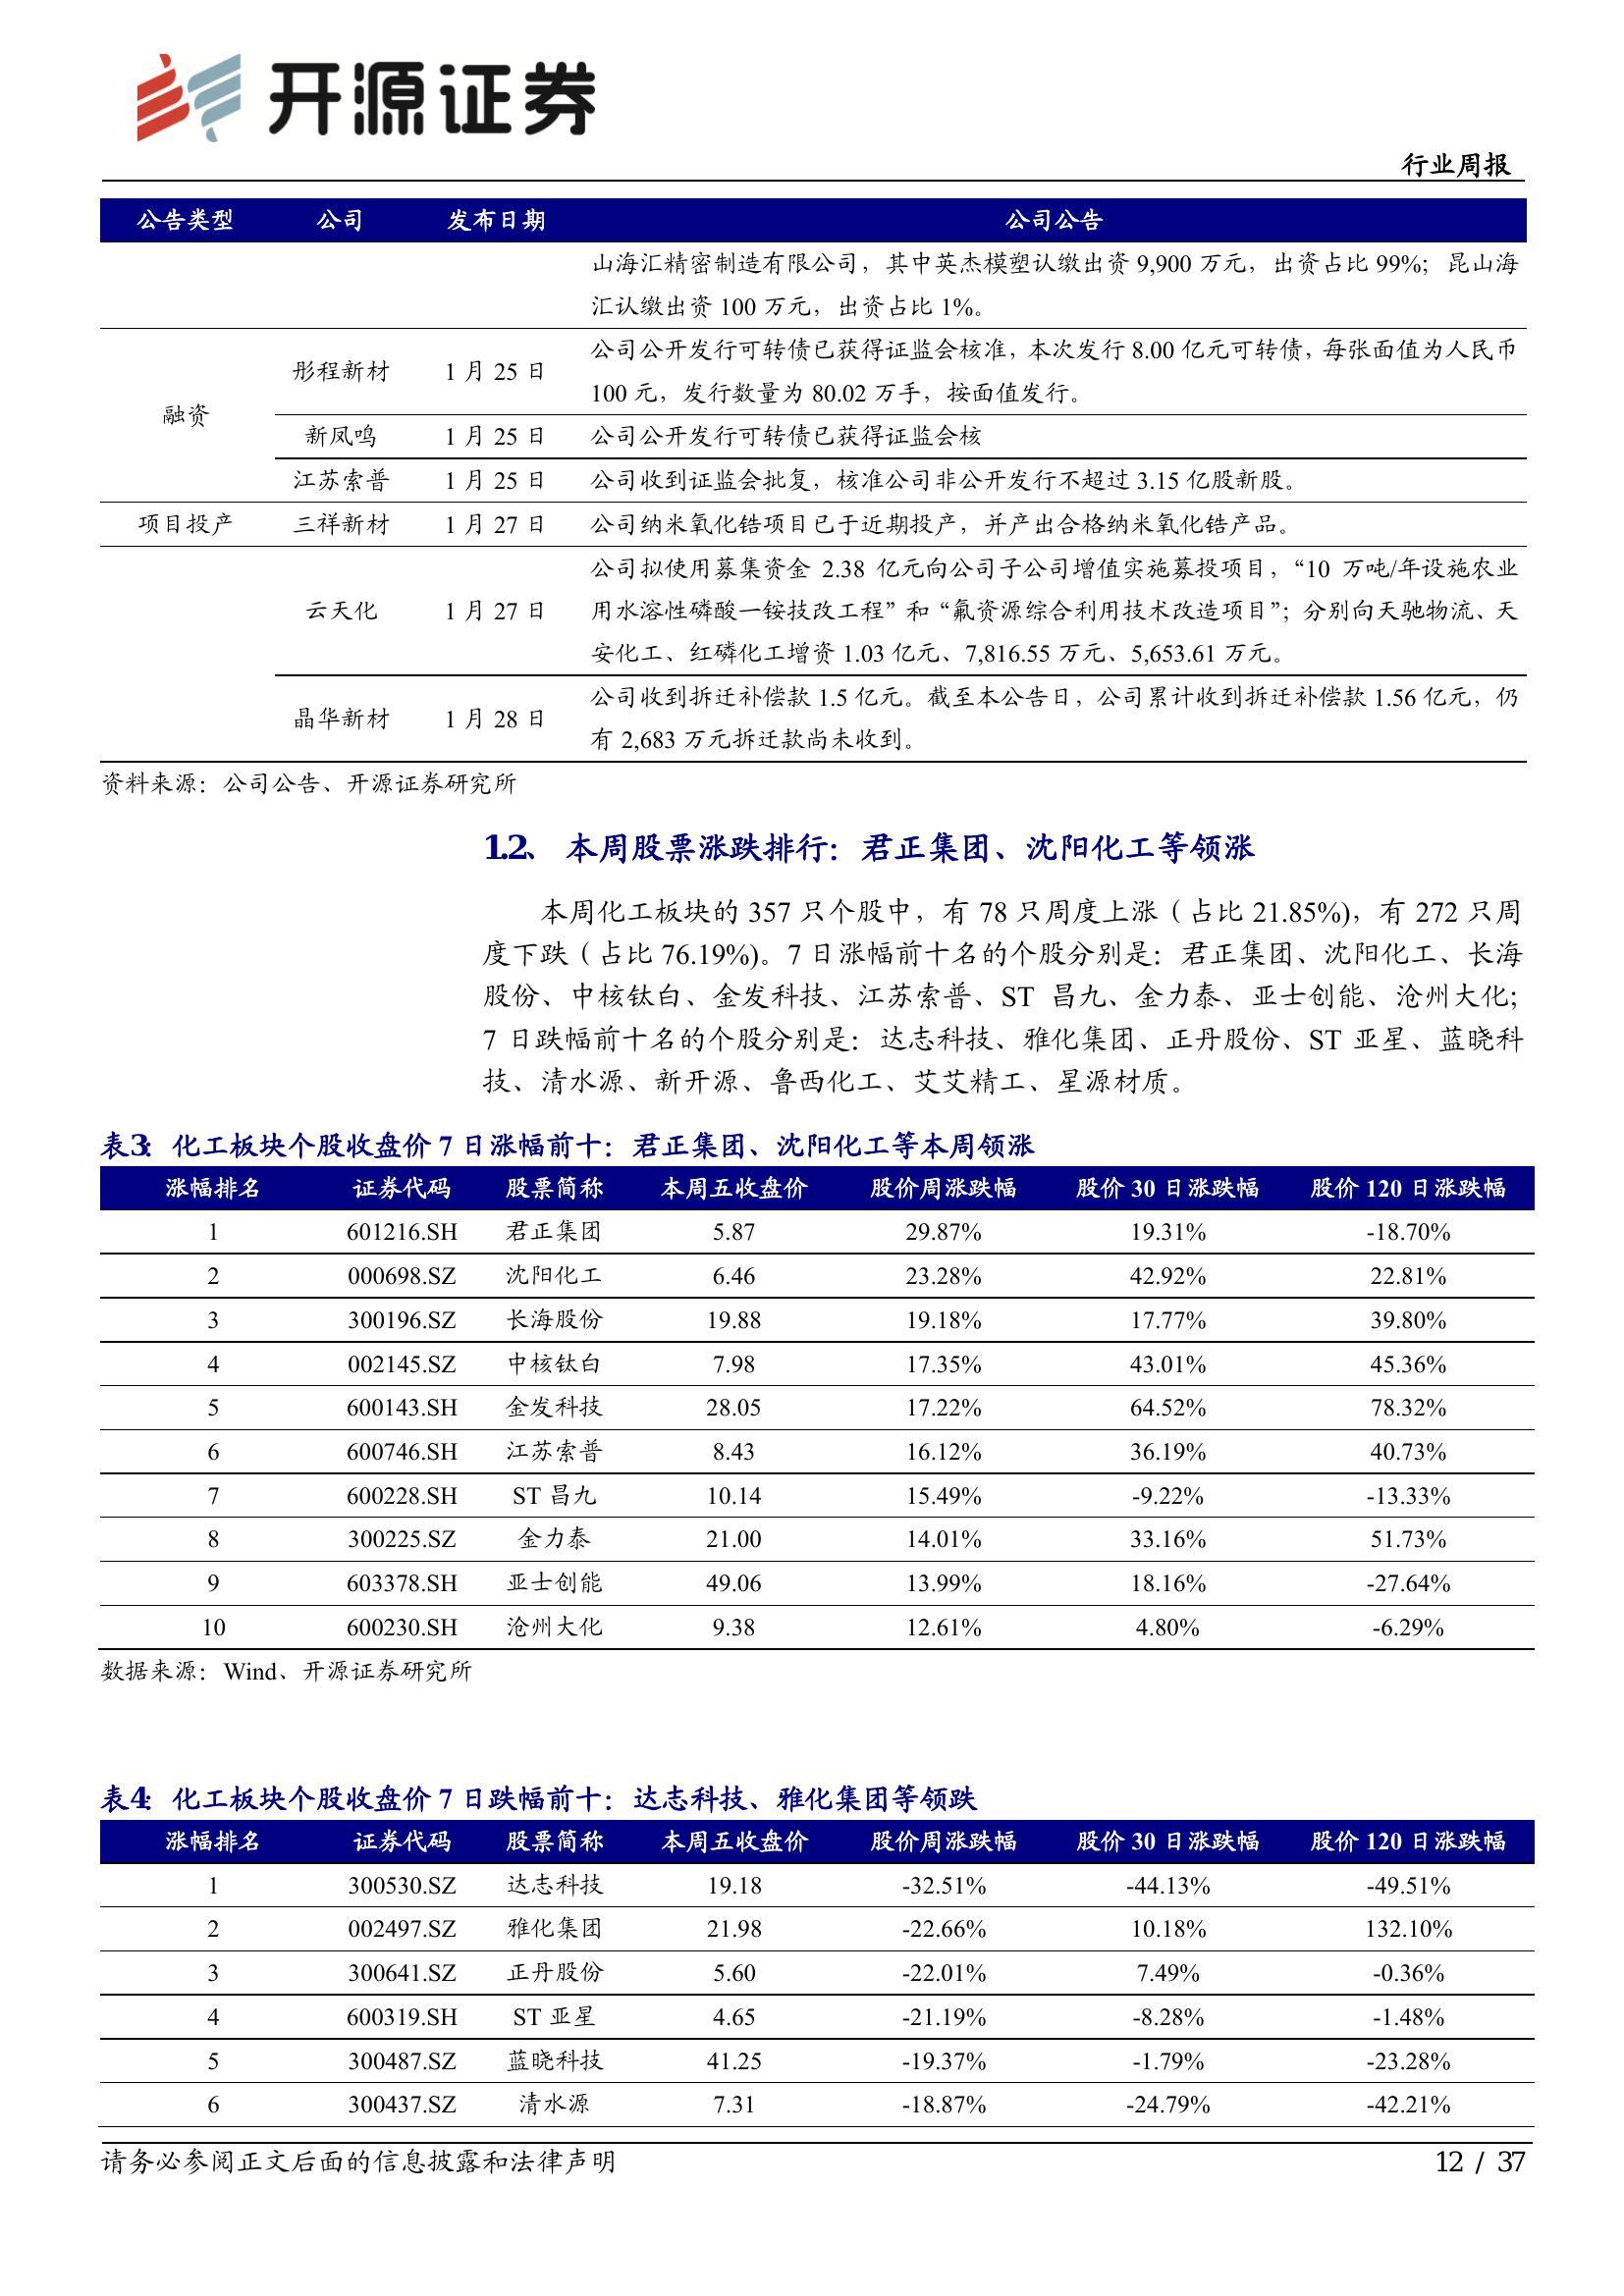 开源证券
行业周报
公告类型 公司 发布日期 公司公告
山海汇精密制造有限公司，其中英杰模塑认缴出资 9,900 万元，出资占比 99%；昆山海
汇认缴出资 100 万元，出资占比 1%。
融资
彤程新材 1 月 25 日 公司公开发行可转债已获得证监会核准，本次发行 8.00 亿元可转债，每张面值为人民币
100 元，发行数量为 80.02 万手，按面值发行。
新凤鸣 1 月 25 日 公司公开发行可转债已获得证监会核
江苏索普 1 月 25 日 公司收到证监会批复，核准公司非公开发行不超过 3.15 亿股新股。
项目投产 三祥新材 1 月 27 日 公司纳米氧化锆项目已于近期投产，并产出合格纳米氧化锆产品。
云天化 1 月 27 日 公司拟使用募集资金 2.38 亿元向公司子公司增值实施募投项目，“10 万吨/年设施农业
用水溶性磷酸一铵技改工程”和“氟资源综合利用技术改造项目”；分别向天驰物流、天
安化工、红磷化工增资 1.03 亿元、7,816.55 万元、5,653.61 万元。
晶华新材 1 月 28 日 公司收到拆迁补偿款 1.5 亿元。截至本公告日，公司累计收到拆迁补偿款 1.56 亿元，仍
有 2,683 万元拆迁款尚未收到。
资料来源：公司公告、开源证券研究所
1.2、 本周股票涨跌排行：君正集团、沈阳化工等领涨
本周化工板块的 357 只个股中，有 78 只周度上涨（占比 21.85%)，有 272 只周
度下跌（占比 76.19%)。7 日涨幅前十名的个股分别是：君正集团、沈阳化工、长海
股份、中核钛白、金发科技、江苏索普、ST 昌九、金力泰、亚士创能、沧州大化；
7 日跌幅前十名的个股分别是：达志科技、雅化集团、正丹股份、ST 亚星、蓝晓科
技、清水源、新开源、鲁西化工、艾艾精工、星源材质。
表3： 化工板块个股收盘价 7 日涨幅前十：君正集团、沈阳化工等本周领涨
涨幅排名 证券代码 股票简称 本周五收盘价 股价周涨跌幅 股价 30 日涨跌幅 股价 120 日涨跌幅
1 601216.SH 君正集团 5.87 29.87% 19.31% -18.70%
2 000698.SZ 沈阳化工 6.46 23.28% 42.92% 22.81%
3 300196.SZ 长海股份 19.88 19.18% 17.77% 39.80%
4 002145.SZ 中核钛白 7.98 17.35% 43.01% 45.36%
5 600143.SH 金发科技 28.05 17.22% 64.52% 78.32%
6 600746.SH 江苏索普 8.43 16.12% 36.19% 40.73%
7 600228.SH ST 昌九 10.14 15.49% -9.22% -13.33%
8 300225.SZ 金力泰 21.00 14.01% 33.16% 51.73%
9 603378.SH 亚士创能 49.06 13.99% 18.16% -27.64%
10 600230.SH 沧州大化 9.38 12.61% 4.80% -6.29%
数据来源：Wind、开源证券研究所
表4： 化工板块个股收盘价 7 日跌幅前十：达志科技、雅化集团等领跌
涨幅排名 证券代码 股票简称 本周五收盘价 股价周涨跌幅 股价 30 日涨跌幅 股价 120 日涨跌幅
1 300530.SZ 达志科技 19.18 -32.51% -44.13% -49.51%
2 002497.SZ 雅化集团 21.98 -22.66% 10.18% 132.10%
3 300641.SZ 正丹股份 5.60 -22.01% 7.49% -0.36%
4 600319.SH ST 亚星 4.65 -21.19% -8.28% -1.48%
5 300487.SZ 蓝晓科技 41.25 -19.37% -1.79% -23.28%
6 300437.SZ 清水源 7.31 -18.87% -24.79% -42.21%
请务必参阅正文后面的信息披露和法律声明
12 / 37